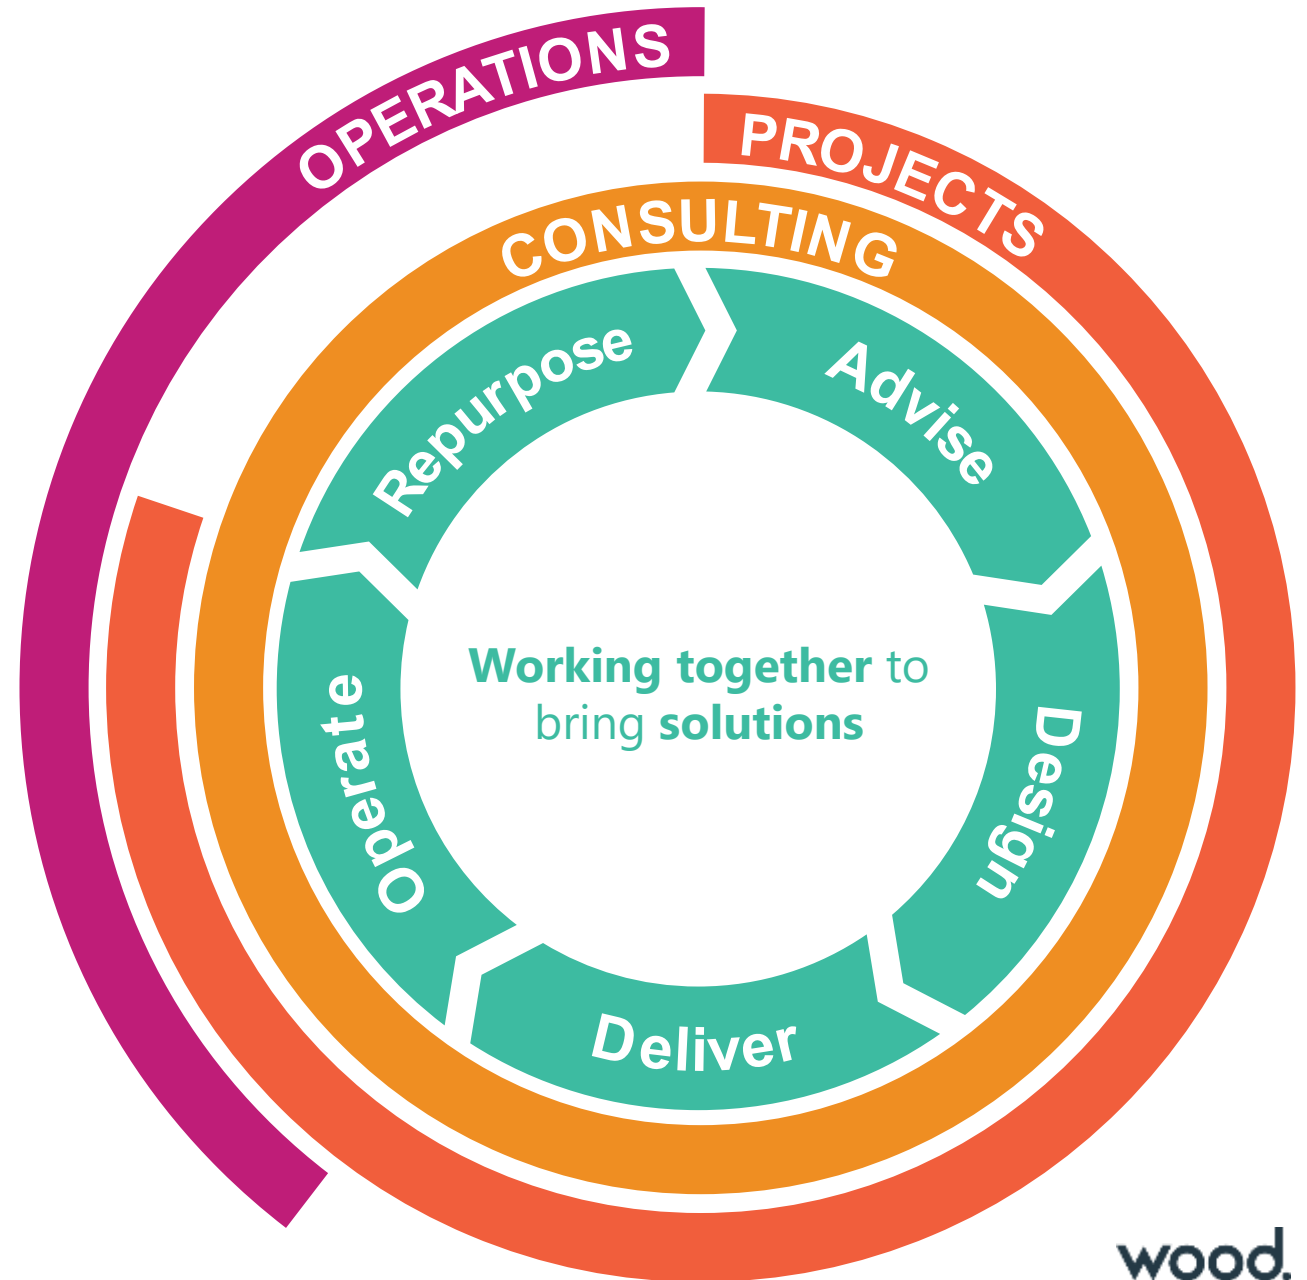 OPERATIONS
PROJECTS
CONSULTING
Repurpose
Advise
Working together to
bring solutions
Operate
Design
Deliver
wood.